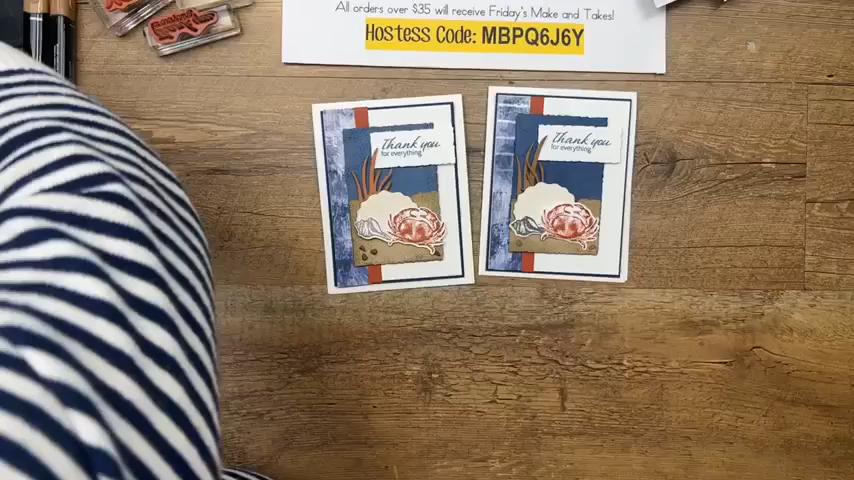 All orders over $35 will receive Friday's Make and Takes!
Hostess Code: MBPQ6J6Y
Thank you
for everything
Thank you
for everything